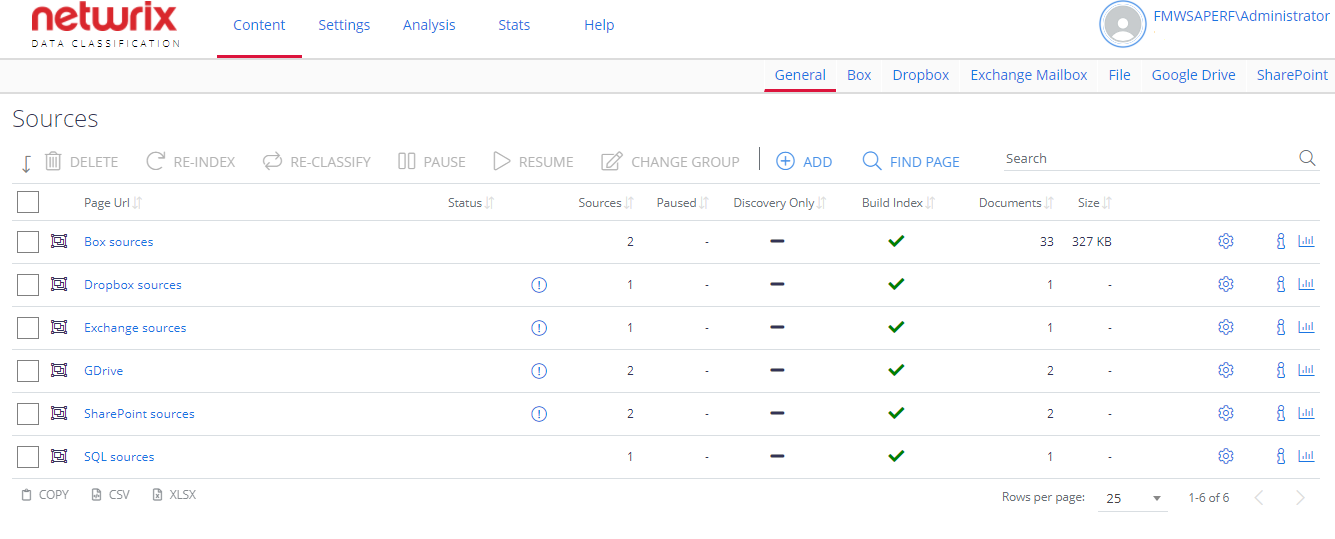 netwrix
DATA CLASSIFICATION
Content Settings Analysis Stats Help
FMWSAPERF\Administrator
General Box Dropbox Exchange Mailbox File Google Drive SharePoint
Sources
DELETE RE-INDEX RE-CLASSIFY PAUSE RESUME CHANGE GROUP ADD FIND PAGE Search
Page Url Status Sources Paused Discovery Only Build Index Documents Size
Box sources 2 - 33 327 KB
Dropbox sources 1 - 1 -
Exchange sources 1 - 1 -
GDrive 2 - 2 -
SharePoint sources 2 - 2 -
SQL sources 1 - 1 -
COPY CSV XLSX Rows per page: 25 1-6 of 6